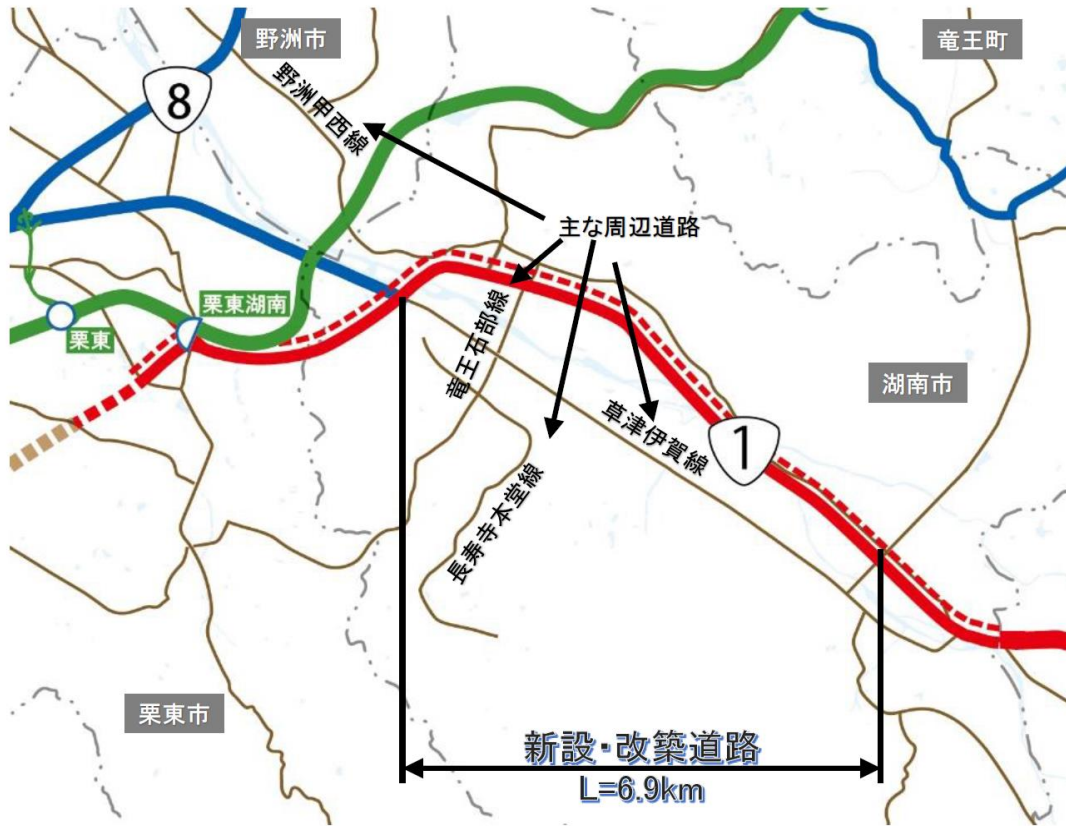 野洲市
竜王町
8
野洲甲西線
主な周辺道路
栗東湖南
栗東
竜王石部線
湖南市
草津伊賀線
1
長寿寺本堂線
栗東市
新設・改築道路
L=6.9km